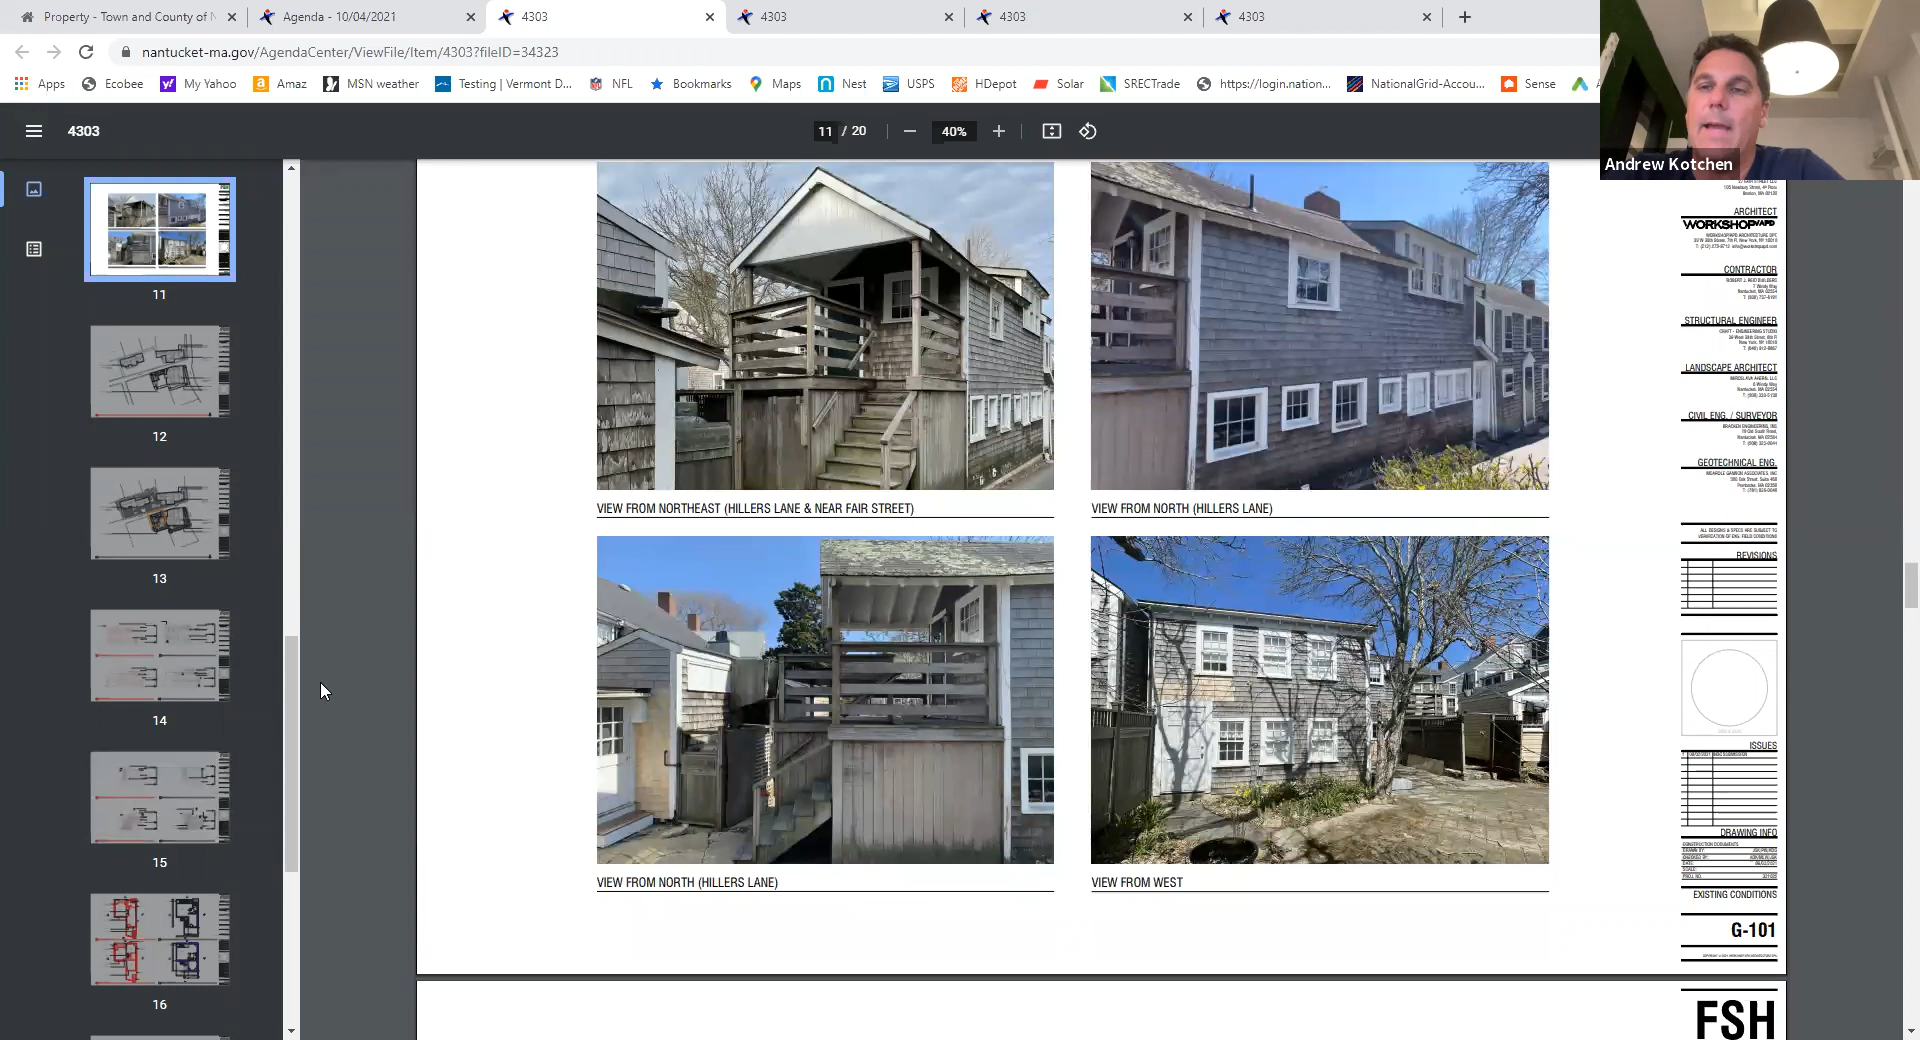 Property - Town and County of N
Agenda - 10/04/2021
4303
4303
4303
4303
nantucket-ma.gov/AgendaCenter/ViewFile/Item/4303?fileID=34323
Apps
Ecobee
My Yahoo
Amaz
MSN weather
Testing | Vermont D...
NFL
Bookmarks
Maps
Nest
USPS
HDepot
Solar
SRECTrade
https://login.nation...
NationalGrid-Accou...
Sense
4303
11 / 20
40%
Andrew Kotchen
11
12
13
14
15
16
VIEW FROM NORTHEAST (HILLERS LANE & NEAR FAIR STREET)
VIEW FROM NORTH (HILLERS LANE)
VIEW FROM NORTH (HILLERS LANE)
VIEW FROM WEST
ARCHITECT
WORKSHOP/APD
CONTRACTOR
STRUCTURAL ENGINEER
LANDSCAPE ARCHITECT
CIVIL ENG. / SURVEYOR
GEOTECHNICAL ENG.
REVISIONS
ISSUES
DRAWING INFO
EXISTING CONDITIONS
G-101
FSH